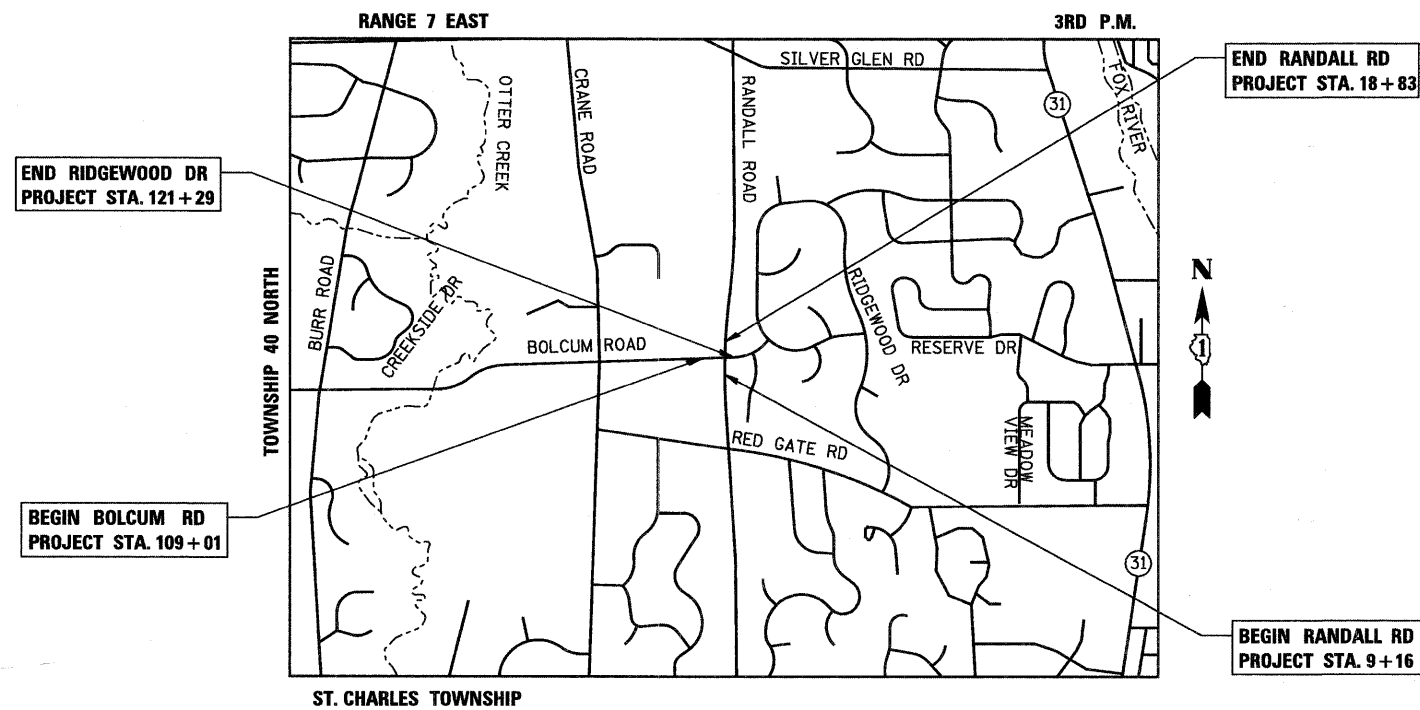 RANGE 7 EAST
3RD P.M.
SILVER GLEN RD
END RANDALL RD
PROJECT STA. 18+83
OTTER CREEK
CRANE ROAD
RANDALL ROAD
31
FOX RIVER
END RIDGEWOOD DR
PROJECT STA. 121+29
TOWNSHIP 40 NORTH
BURR ROAD
CREEKSIDE DR
RIDGEWOOD DR
N
1
BOLCUM ROAD
RESERVE DR
RED GATE RD
MEADOW
VIEW DR
BEGIN BOLCUM RD
PROJECT STA. 109+01
31
BEGIN RANDALL RD
PROJECT STA. 9+16
ST. CHARLES TOWNSHIP